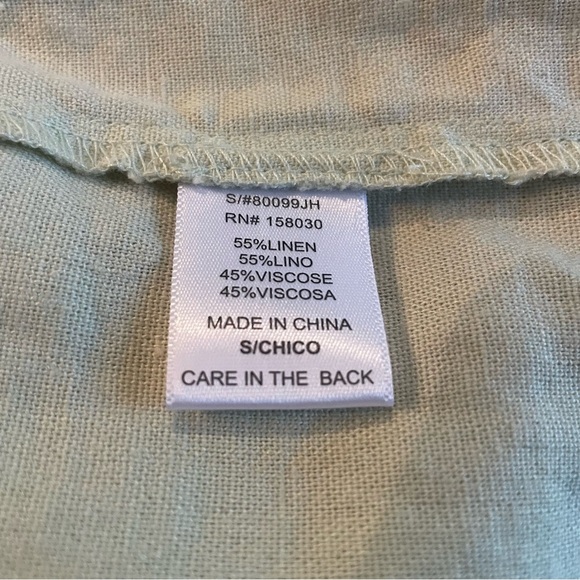 S/#80099JH
RN# 158030
55%LINEN
55%LINO
45%VISCOSE
45%VISCOSA
MADE IN CHINA
S/CHICO
CARE IN THE BACK